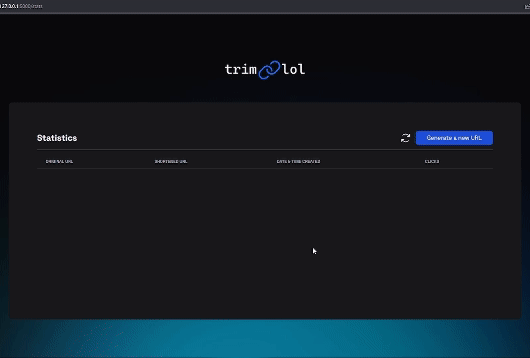 127.0.0.1:5000/stats
trim lol
Statistics
Generate a new URL
ORIGINAL URL
SHORTENED URL
DATE & TIME CREATED
CLICKS